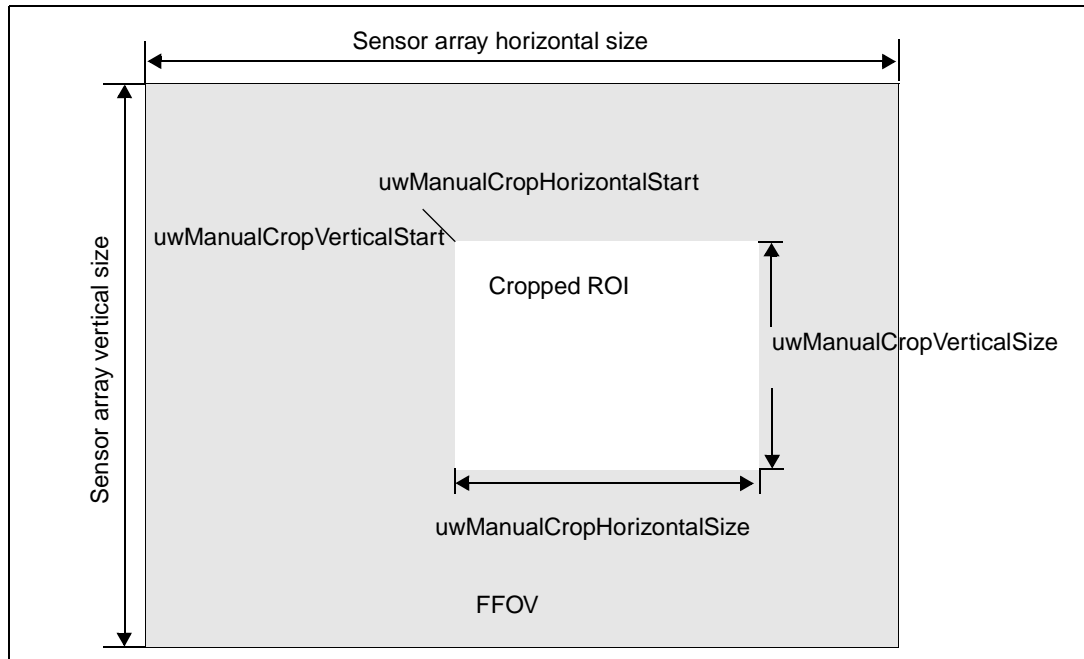 Sensor array horizontal size
uwManualCropHorizontalStart
uwManualCropVerticalStart
Sensor array vertical size
Cropped ROI
uwManualCropVerticalSize
uwManualCropHorizontalSize
FFOV